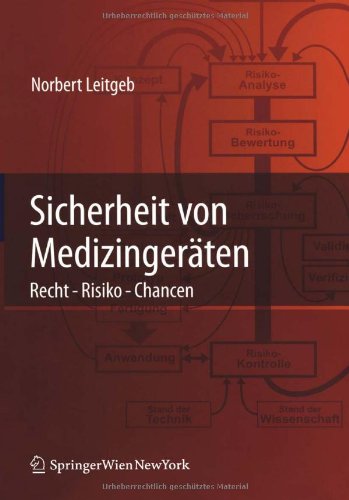 Urheberrechtlich geschütztes Material
Norbert Leitgeb
Risiko-
Analyse
Risiko-
Bewertung
Sicherheit von
Medizingeräten
Recht - Risiko - Chancen
Fertigung
Anwendung
Risiko-
Kontrolle
Stand der
Technik
Stand der
Wissenschaft
SpringerWienNewYork
Urheberrechtlich geschütztes Material